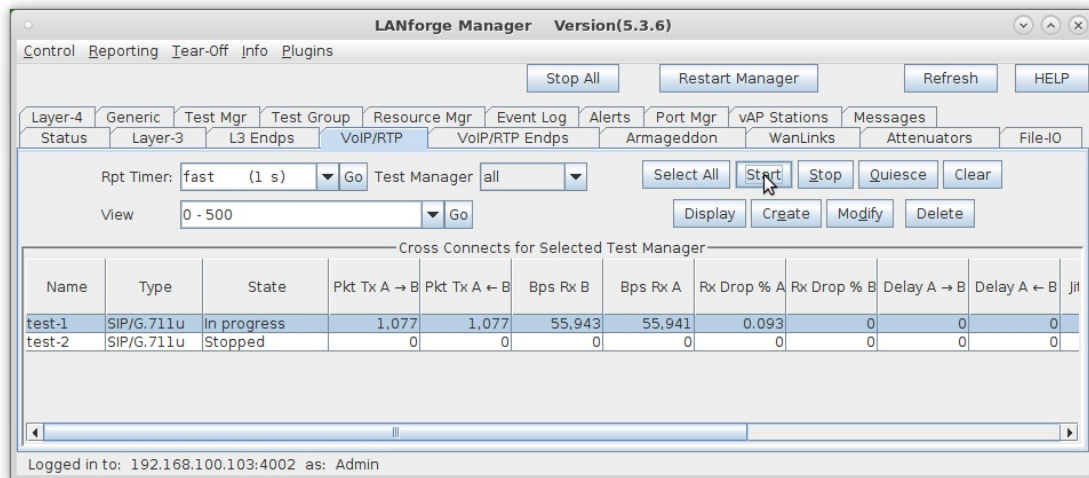 LANforge Manager Version(5.3.6)
Control Reporting Tear-Off Info Plugins
Stop All Restart Manager Refresh HELP
Layer-4 Generic Test Mgr Test Group Resource Mgr Event Log Alerts Port Mgr vAP Stations Messages
Status Layer-3 L3 Endps VoIP/RTP VoIP/RTP Endps Armageddon WanLinks Attenuators File-IO
Rpt Timer: fast (1 s) Go Test Manager all Select All Start Stop Quiesce Clear
View 0 - 500 Go Display Create Modify Delete
Cross Connects for Selected Test Manager
Name Type State Pkt Tx A → B Pkt Tx A ← B Bps Rx B Bps Rx A Rx Drop % A Rx Drop % B Delay A → B Delay A ← B Jit
test-1 SIP/G.711u In progress 1,077 1,077 55,943 55,941 0.093 0 0 0
test-2 SIP/G.711u Stopped 0 0 0 0 0 0 0 0
Logged in to: 192.168.100.103:4002 as: Admin